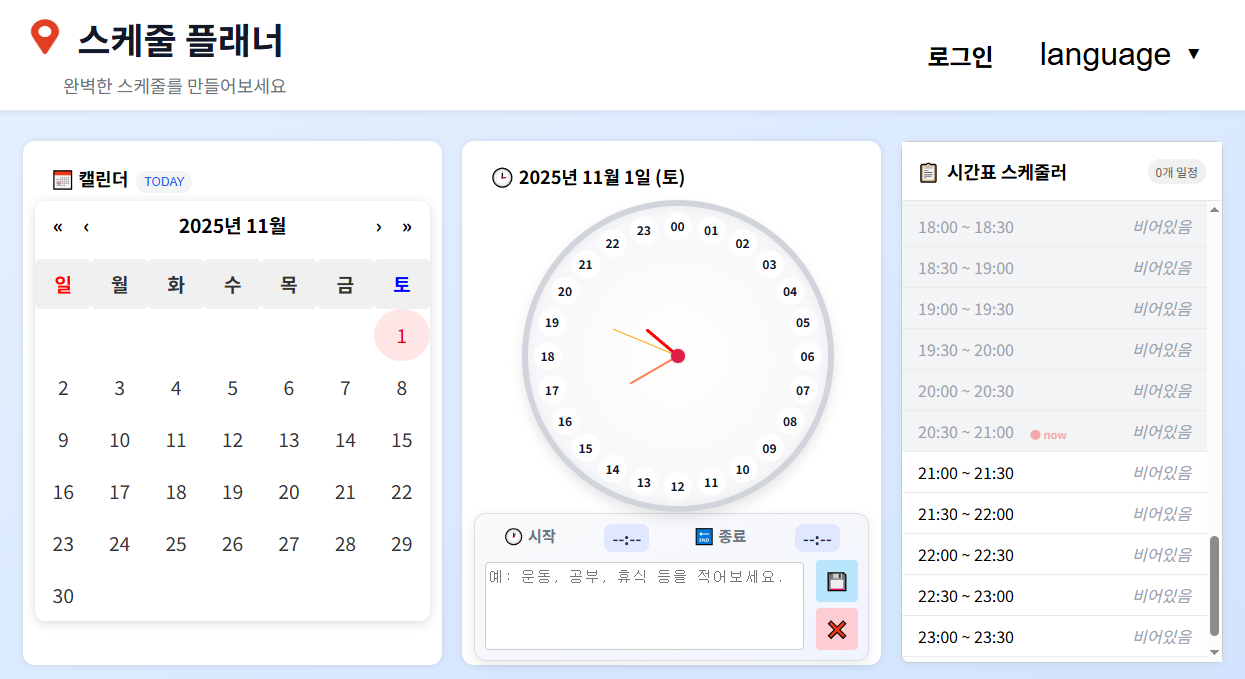 스케줄 플래너
완벽한 스케줄를 만들어보세요
로그인
language ▼
캘린더 TODAY
« ‹ 2025년 11월 › »
일 월 화 수 목 금 토
1
2 3 4 5 6 7 8
9 10 11 12 13 14 15
16 17 18 19 20 21 22
23 24 25 26 27 28 29
30
2025년 11월 1일 (토)
00
01
02
03
04
05
06
07
08
09
10
11
12
13
14
15
16
17
18
19
20
21
22
23
시작 --:-- END 종료 --:--
예: 운동, 공부, 휴식 등을 적어보세요.
시간표 스케줄러 0개 일정
18:00 ~ 18:30 비어있음
18:30 ~ 19:00 비어있음
19:00 ~ 19:30 비어있음
19:30 ~ 20:00 비어있음
20:00 ~ 20:30 비어있음
20:30 ~ 21:00 now 비어있음
21:00 ~ 21:30 비어있음
21:30 ~ 22:00 비어있음
22:00 ~ 22:30 비어있음
22:30 ~ 23:00 비어있음
23:00 ~ 23:30 비어있음